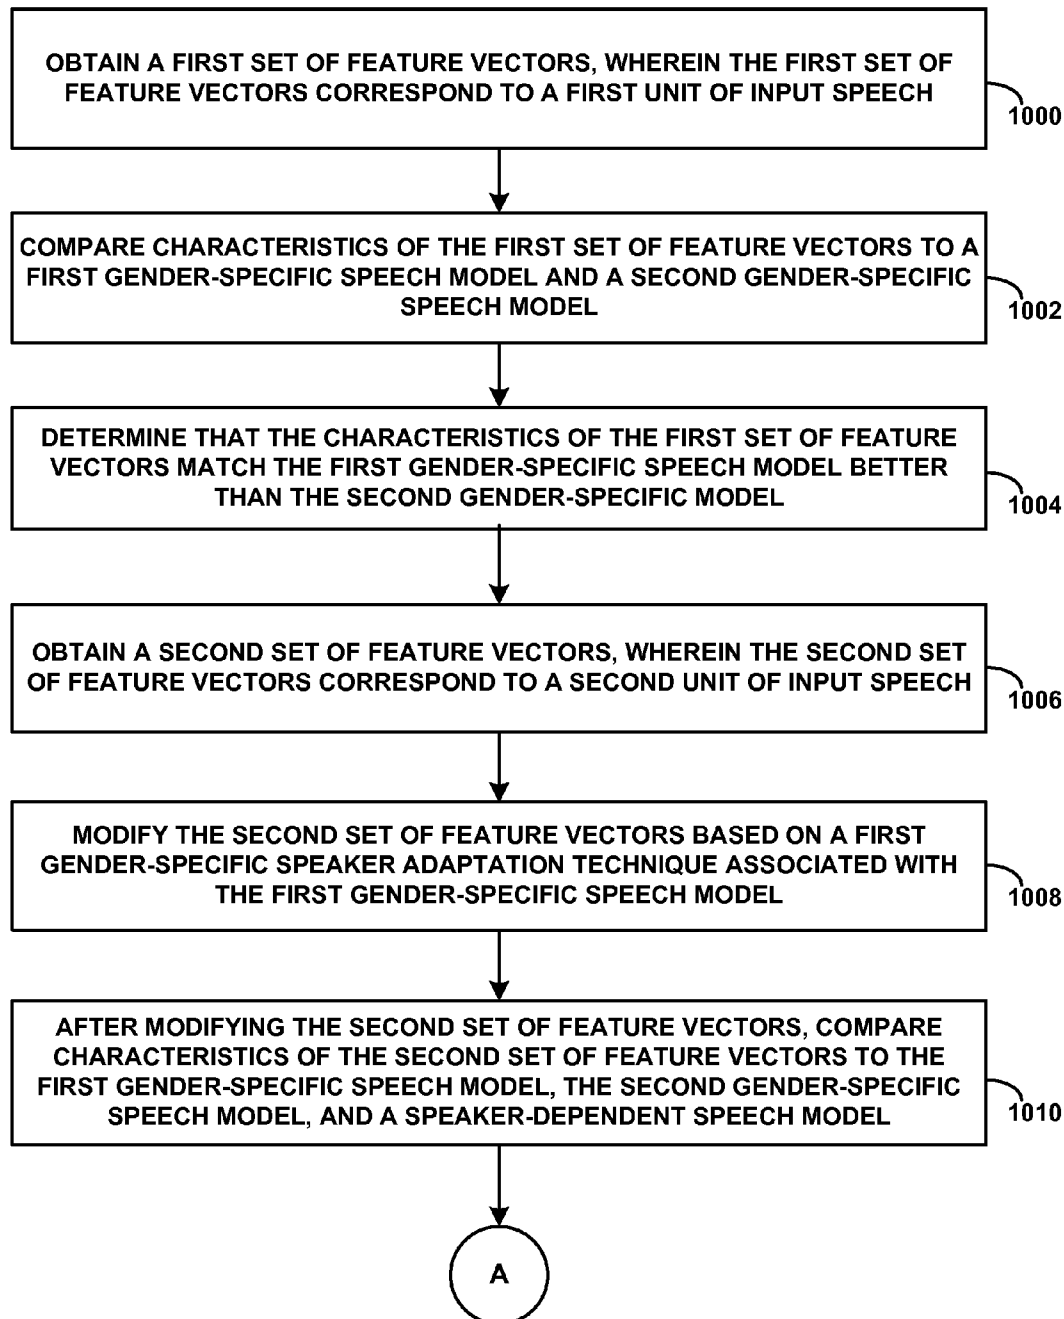 OBTAIN A FIRST SET OF FEATURE VECTORS, WHEREIN THE FIRST SET OF
FEATURE VECTORS CORRESPOND TO A FIRST UNIT OF INPUT SPEECH
1000
COMPARE CHARACTERISTICS OF THE FIRST SET OF FEATURE VECTORS TO A
FIRST GENDER-SPECIFIC SPEECH MODEL AND A SECOND GENDER-SPECIFIC
SPEECH MODEL
1002
DETERMINE THAT THE CHARACTERISTICS OF THE FIRST SET OF FEATURE
VECTORS MATCH THE FIRST GENDER-SPECIFIC SPEECH MODEL BETTER
THAN THE SECOND GENDER-SPECIFIC MODEL
1004
OBTAIN A SECOND SET OF FEATURE VECTORS, WHEREIN THE SECOND SET
OF FEATURE VECTORS CORRESPOND TO A SECOND UNIT OF INPUT SPEECH
1006
MODIFY THE SECOND SET OF FEATURE VECTORS BASED ON A FIRST
GENDER-SPECIFIC SPEAKER ADAPTATION TECHNIQUE ASSOCIATED WITH
THE FIRST GENDER-SPECIFIC SPEECH MODEL
1008
AFTER MODIFYING THE SECOND SET OF FEATURE VECTORS, COMPARE
CHARACTERISTICS OF THE SECOND SET OF FEATURE VECTORS TO THE
FIRST GENDER-SPECIFIC SPEECH MODEL, THE SECOND GENDER-SPECIFIC
SPEECH MODEL, AND A SPEAKER-DEPENDENT SPEECH MODEL
1010
A